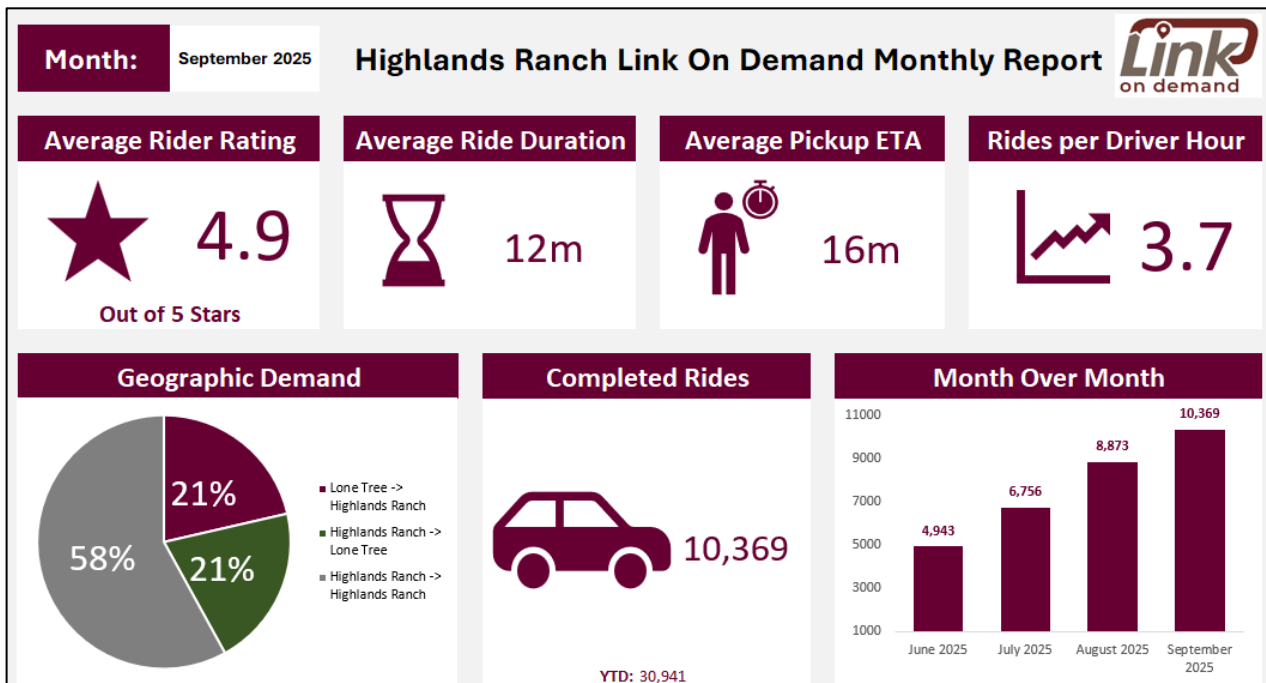 Month:
September 2025
Highlands Ranch Link On Demand Monthly Report
Link
on demand
Average Rider Rating
4.9
Out of 5 Stars
Average Ride Duration
12m
Average Pickup ETA
16m
Rides per Driver Hour
3.7
Geographic Demand
21%
21%
58%
Lone Tree ->
Highlands Ranch
Highlands Ranch ->
Lone Tree
Highlands Ranch ->
Highlands Ranch
Completed Rides
10,369
YTD: 30,941
Month Over Month
11000
9000
7000
5000
3000
1000
4,943
6,756
8,873
10,369
June 2025
July 2025
August 2025
September
2025